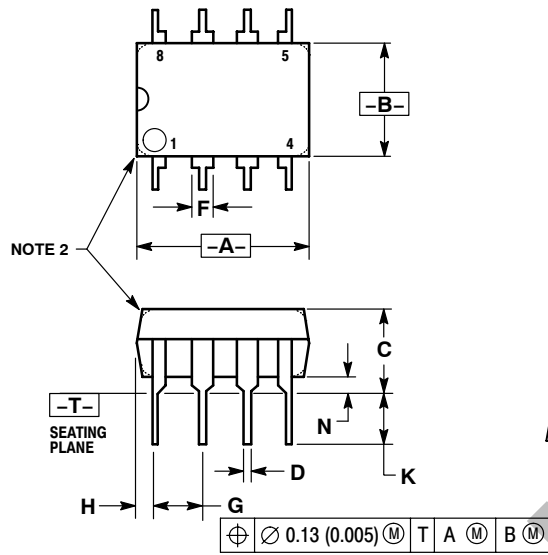 8 5
–B–
1 4
F
NOTE 2
–A–
C
–T–
N
SEATING
PLANE
D
K
H
G
⌖ ∅ 0.13 (0.005) Ⓜ T A Ⓜ B Ⓜ